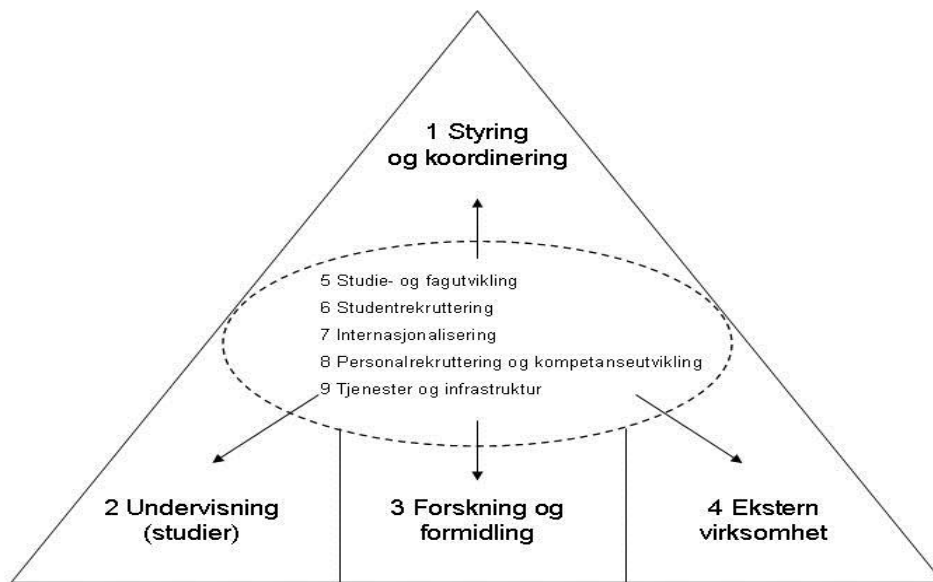 1 Styring
og koordinering
5 Studie- og fagutvikling
6 Studentrekruttering
7 Internasjonalisering
8 Personalrekruttering og kompetanseutvikling
9 Tjenester og infrastruktur
2 Undervisning
(studier)
3 Forskning og
formidling
4 Ekstern
virksomhet